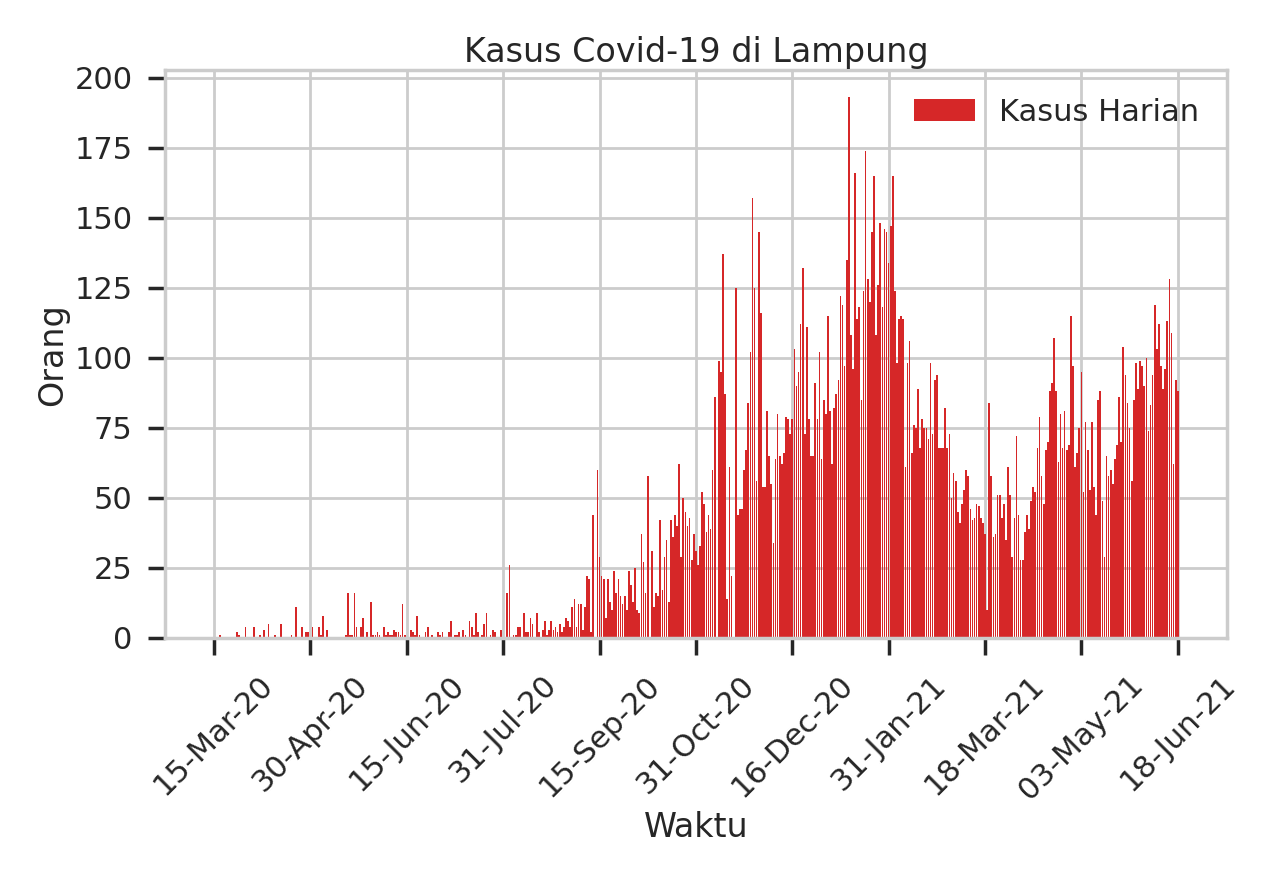 Kasus Covid-19 di Lampung
Kasus Harian
Orang
200
175
150
125
100
75
50
25
0
15-Mar-20
30-Apr-20
15-Jun-20
31-Jul-20
15-Sep-20
31-Oct-20
16-Dec-20
31-Jan-21
18-Mar-21
03-May-21
18-Jun-21
Waktu